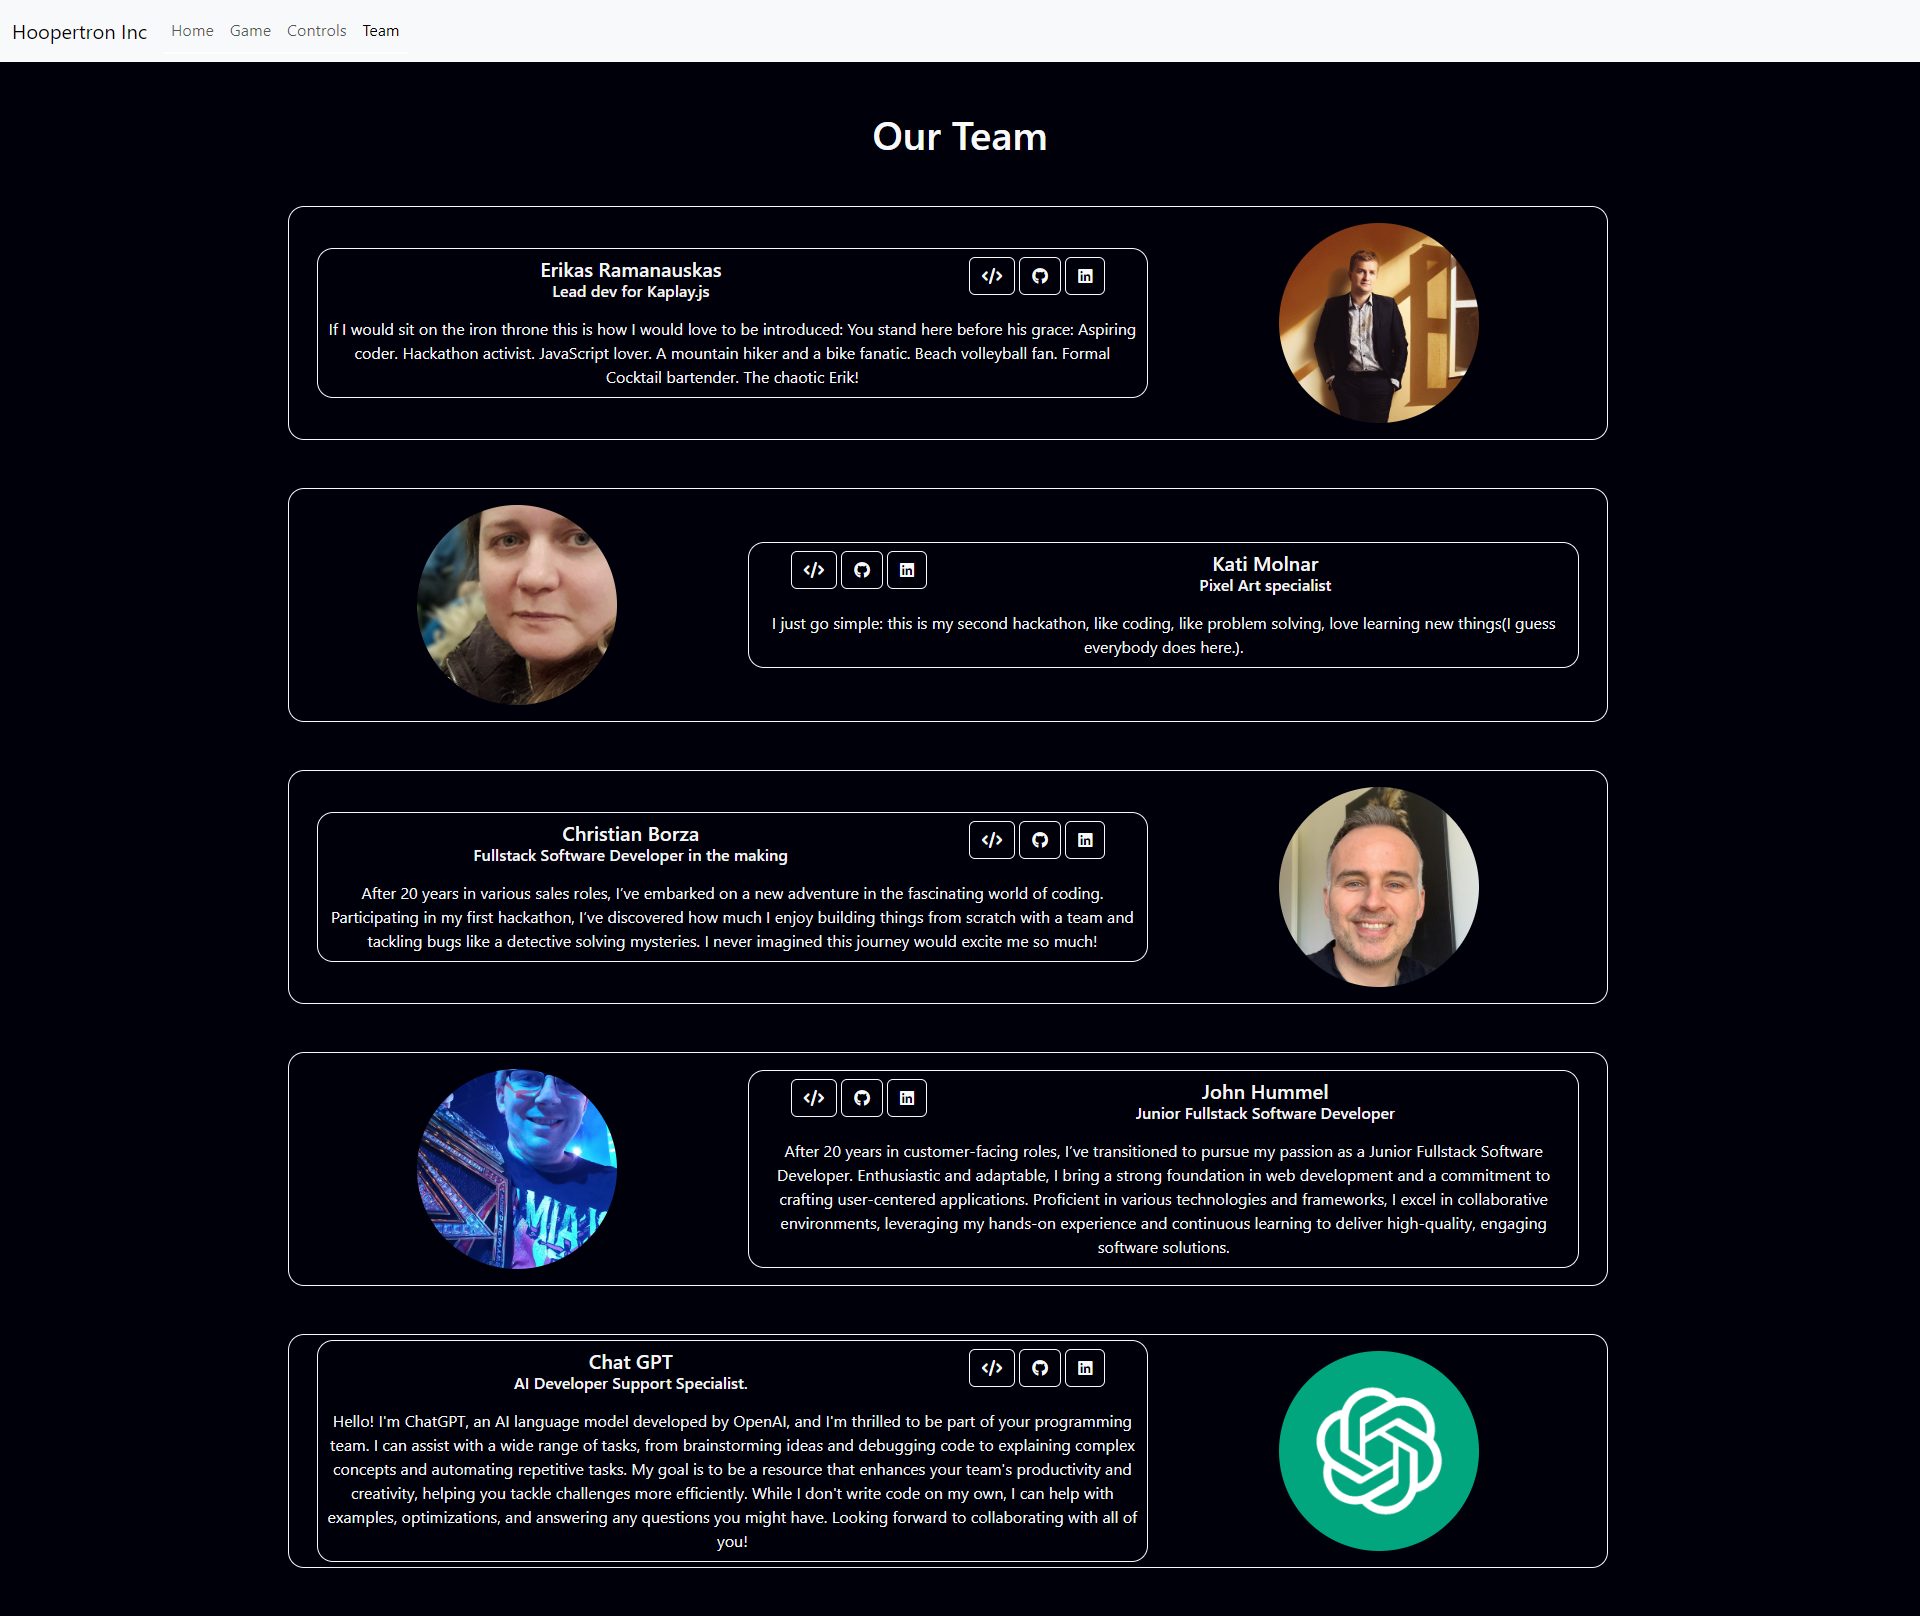 Hoopertron Inc Home Game Controls Team
Our Team
Erikas Ramanauskas
Lead dev for Kaplay.js
If I would sit on the iron throne this is how I would love to be introduced: You stand here before his grace: Aspiring
coder. Hackathon activist. JavaScript lover. A mountain hiker and a bike fanatic. Beach volleyball fan. Formal
Cocktail bartender. The chaotic Erik!
Kati Molnar
Pixel Art specialist
I just go simple: this is my second hackathon, like coding, like problem solving, love learning new things(I guess
everybody does here.).
Christian Borza
Fullstack Software Developer in the making
After 20 years in various sales roles, I’ve embarked on a new adventure in the fascinating world of coding.
Participating in my first hackathon, I’ve discovered how much I enjoy building things from scratch with a team and
tackling bugs like a detective solving mysteries. I never imagined this journey would excite me so much!
MIA
John Hummel
Junior Fullstack Software Developer
After 20 years in customer-facing roles, I’ve transitioned to pursue my passion as a Junior Fullstack Software
Developer. Enthusiastic and adaptable, I bring a strong foundation in web development and a commitment to
crafting user-centered applications. Proficient in various technologies and frameworks, I excel in collaborative
environments, leveraging my hands-on experience and continuous learning to deliver high-quality, engaging
software solutions.
Chat GPT
AI Developer Support Specialist.
Hello! I'm ChatGPT, an AI language model developed by OpenAI, and I'm thrilled to be part of your programming
team. I can assist with a wide range of tasks, from brainstorming ideas and debugging code to explaining complex
concepts and automating repetitive tasks. My goal is to be a resource that enhances your team's productivity and
creativity, helping you tackle challenges more efficiently. While I don't write code on my own, I can help with
examples, optimizations, and answering any questions you might have. Looking forward to collaborating with all of
you!